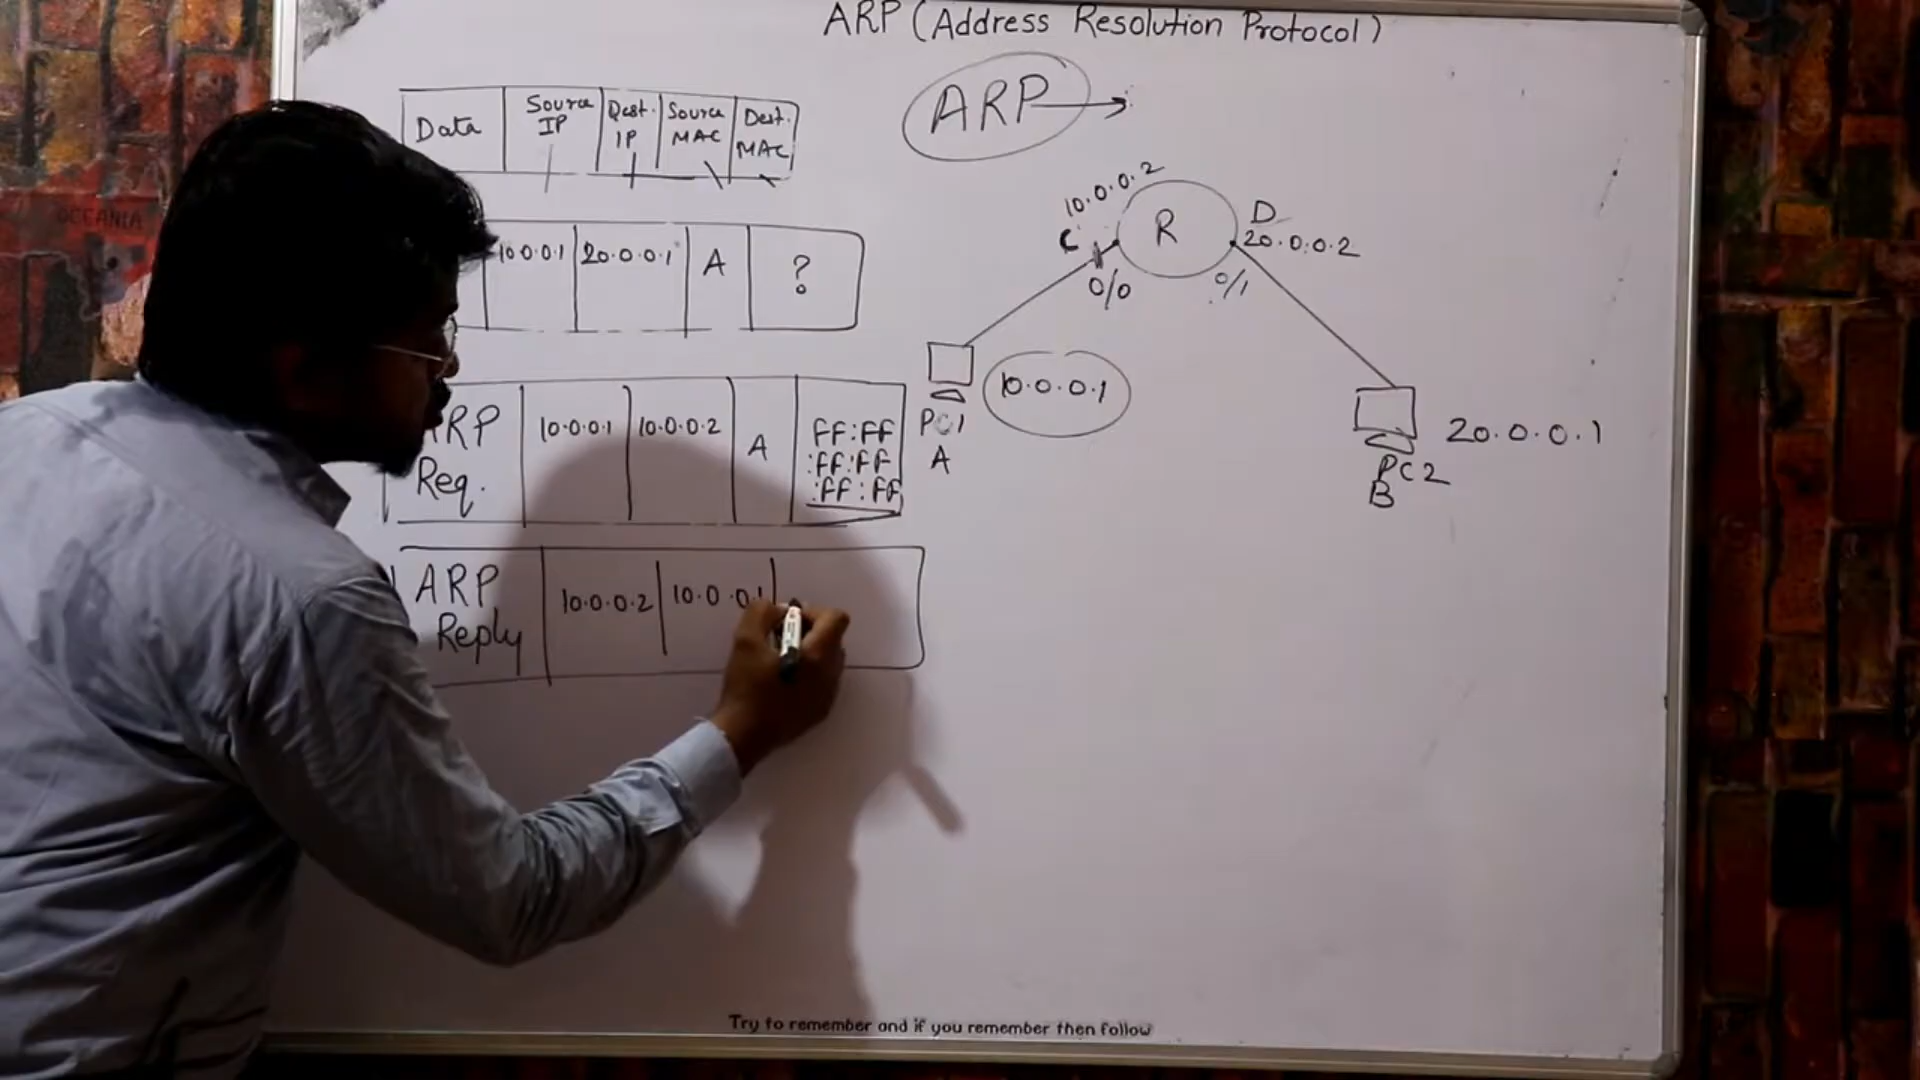 ARP (Address Resolution Protocol)
ARP
Data
Source IP
Dest. IP
Source MAC
Dest. MAC
10.0.0.1
20.0.0.1
A
?
ARP Req.
10.0.0.1
10.0.0.2
A
FF:FF
:FF:FF
:FF:FF
ARP Reply
10.0.0.2
10.0.0.1
10.0.0.2
C
R
D
20.0.0.2
0/0
0/1
PC1
A
10.0.0.1
PC2
B
20.0.0.1
OCEANIA
Try to remember and if you remember then follow